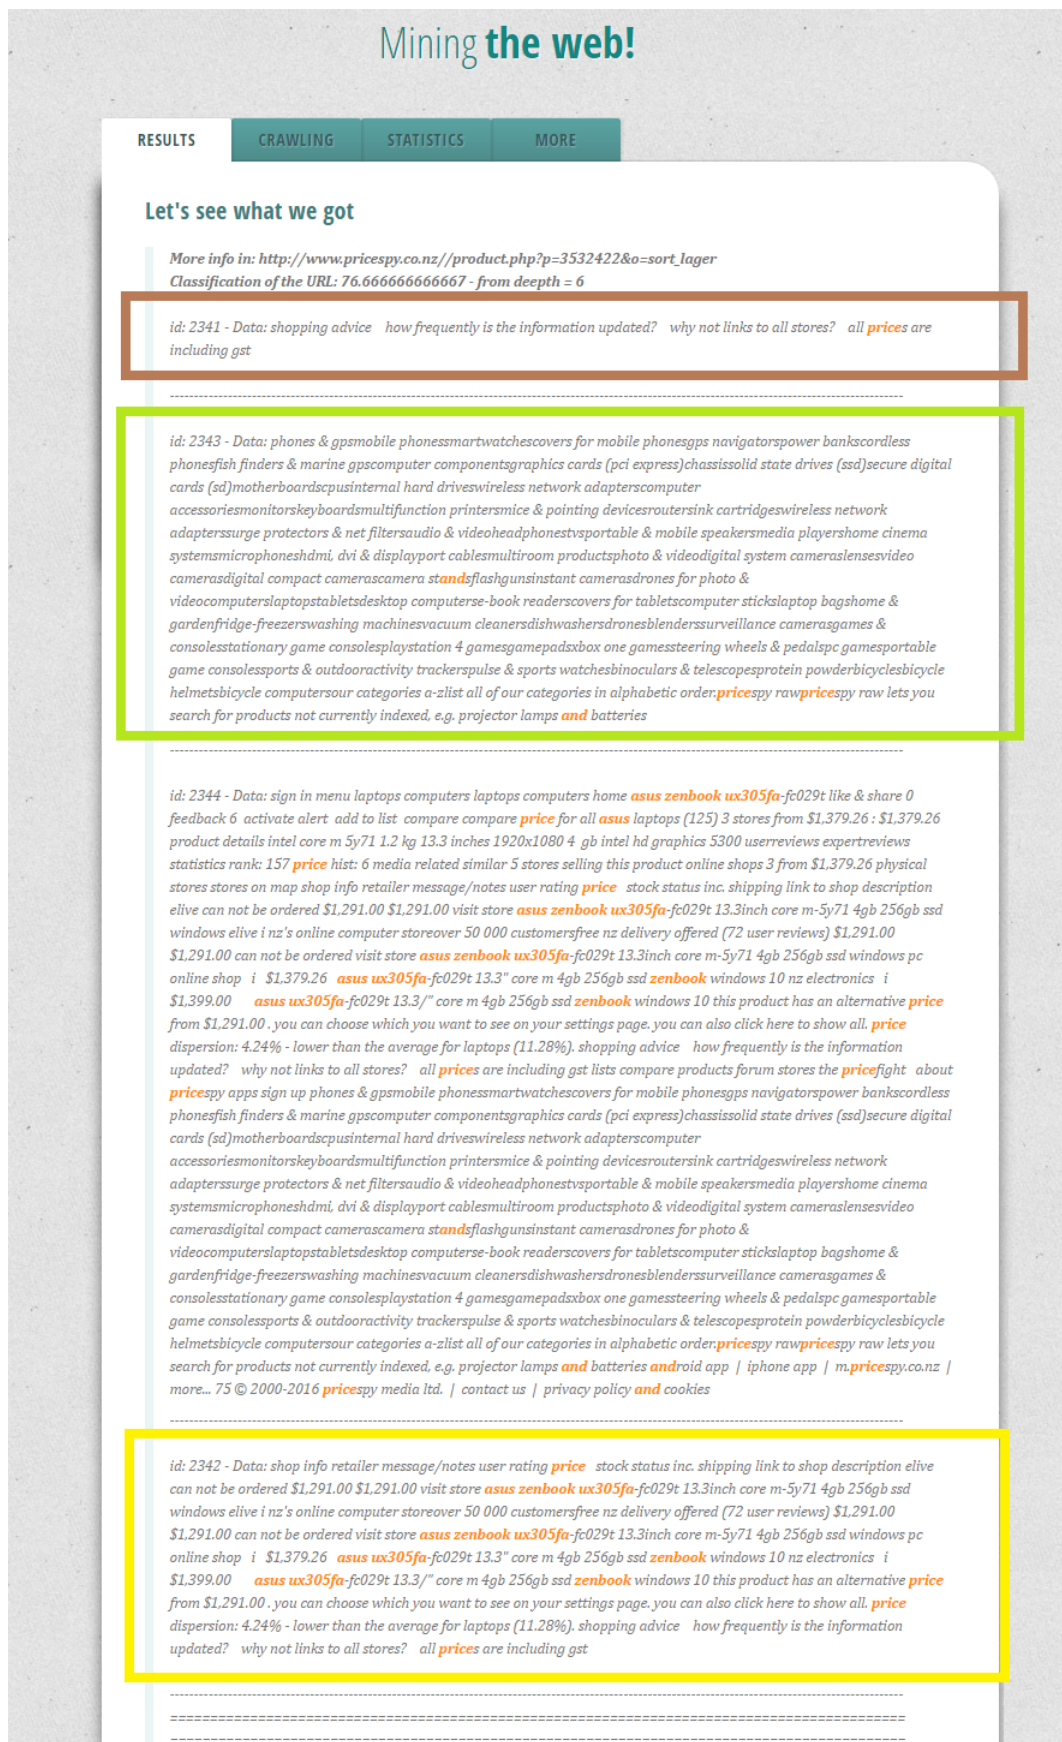 Mining the web!
RESULTS CRAWLING STATISTICS MORE
Let's see what we got
More info in: http://www.pricespy.co.nz//product.php?p=3532422&o=sort_lager
Classification of the URL: 76.666666666667 - from deepth = 6
id: 2341 - Data: shopping advice how frequently is the information updated? why not links to all stores? all prices are
including gst
--------------------------------------------------------------------------------------------------------------------------------------------------------
id: 2343 - Data: phones & gpsmobile phonessmartwatchescovers for mobile phonesgps navigatorspower bankscordless
phonesfish finders & marine gpscomputer componentsgraphics cards (pci express)chassissolid state drives (ssd)secure digital
cards (sd)motherboardscpusinternal hard driveswireless network adapterscomputer
accessoriesmonitorskeyboardsmultifunction printersmice & pointing devicesroutersink cartridgeswireless network
adapterssurge protectors & net filtersaudio & videoheadphonestvsportable & mobile speakersmedia playershome cinema
systemsmicrophoneshdmi, dvi & displayport cablesmultiroom productsphoto & videodigital system cameraslensesvideo
camerasdigital compact camerascamera standsflashgunsinstant camerasdrones for photo &
videocomputerslaptopstabletsdesktop computerse-book readerscovers for tabletscomputer stickslaptop bagshome &
gardenfridge-freezerswashing machinesvacuum cleanersdishwashersdronesblenderssurveillance camerasgames &
consolesstationary game consolesplaystation 4 gamesgamepadsxbox one gamessteering wheels & pedalspc gamesportable
game consolessports & outdooractivity trackerspulse & sports watchesbinoculars & telescopesprotein powderbicyclesbicycle
helmetsbicycle computersour categories a-zlist all of our categories in alphabetic order.pricespy rawpricespy raw lets you
search for products not currently indexed, e.g. projector lamps and batteries
--------------------------------------------------------------------------------------------------------------------------------------------------------
id: 2344 - Data: sign in menu laptops computers laptops computers home asus zenbook ux305fa-fc029t like & share 0
feedback 6 activate alert add to list compare compare price for all asus laptops (125) 3 stores from $1,379.26 : $1,379.26
product details intel core m 5y71 1.2 kg 13.3 inches 1920x1080 4 gb intel hd graphics 5300 userreviews expertreviews
statistics rank: 157 price hist: 6 media related similar 5 stores selling this product online shops 3 from $1,379.26 physical
stores stores on map shop info retailer message/notes user rating price stock status inc. shipping link to shop description
elive can not be ordered $1,291.00 $1,291.00 visit store asus zenbook ux305fa-fc029t 13.3inch core m-5y71 4gb 256gb ssd
windows elive i nz's online computer storeover 50 000 customersfree nz delivery offered (72 user reviews) $1,291.00
$1,291.00 can not be ordered visit store asus zenbook ux305fa-fc029t 13.3inch core m-5y71 4gb 256gb ssd windows pc
online shop i $1,379.26 asus ux305fa-fc029t 13.3" core m 4gb 256gb ssd zenbook windows 10 nz electronics i
$1,399.00 asus ux305fa-fc029t 13.3/" core m 4gb 256gb ssd zenbook windows 10 this product has an alternative price
from $1,291.00 . you can choose which you want to see on your settings page. you can also click here to show all. price
dispersion: 4.24% - lower than the average for laptops (11.28%). shopping advice how frequently is the information
updated? why not links to all stores? all prices are including gst lists compare products forum stores the pricefight about
pricespy apps sign up phones & gpsmobile phonessmartwatchescovers for mobile phonesgps navigatorspower bankscordless
phonesfish finders & marine gpscomputer componentsgraphics cards (pci express)chassissolid state drives (ssd)secure digital
cards (sd)motherboardscpusinternal hard driveswireless network adapterscomputer
accessoriesmonitorskeyboardsmultifunction printersmice & pointing devicesroutersink cartridgeswireless network
adapterssurge protectors & net filtersaudio & videoheadphonestvsportable & mobile speakersmedia playershome cinema
systemsmicrophoneshdmi, dvi & displayport cablesmultiroom productsphoto & videodigital system cameraslensesvideo
camerasdigital compact camerascamera standsflashgunsinstant camerasdrones for photo &
videocomputerslaptopstabletsdesktop computerse-book readerscovers for tabletscomputer stickslaptop bagshome &
gardenfridge-freezerswashing machinesvacuum cleanersdishwashersdronesblenderssurveillance camerasgames &
consolesstationary game consolesplaystation 4 gamesgamepadsxbox one gamessteering wheels & pedalspc gamesportable
game consolessports & outdooractivity trackerspulse & sports watchesbinoculars & telescopesprotein powderbicyclesbicycle
helmetsbicycle computersour categories a-zlist all of our categories in alphabetic order.pricespy rawpricespy raw lets you
search for products not currently indexed, e.g. projector lamps and batteries android app | iphone app | m.pricespy.co.nz |
more... 75 © 2000-2016 pricespy media ltd. | contact us | privacy policy and cookies
--------------------------------------------------------------------------------------------------------------------------------------------------------
id: 2342 - Data: shop info retailer message/notes user rating price stock status inc. shipping link to shop description elive
can not be ordered $1,291.00 $1,291.00 visit store asus zenbook ux305fa-fc029t 13.3inch core m-5y71 4gb 256gb ssd
windows elive i nz's online computer storeover 50 000 customersfree nz delivery offered (72 user reviews) $1,291.00
$1,291.00 can not be ordered visit store asus zenbook ux305fa-fc029t 13.3inch core m-5y71 4gb 256gb ssd windows pc
online shop i $1,379.26 asus ux305fa-fc029t 13.3" core m 4gb 256gb ssd zenbook windows 10 nz electronics i
$1,399.00 asus ux305fa-fc029t 13.3/" core m 4gb 256gb ssd zenbook windows 10 this product has an alternative price
from $1,291.00 . you can choose which you want to see on your settings page. you can also click here to show all. price
dispersion: 4.24% - lower than the average for laptops (11.28%). shopping advice how frequently is the information
updated? why not links to all stores? all prices are including gst
--------------------------------------------------------------------------------------------------------------------------------------------------------
============================================================================================
============================================================================================